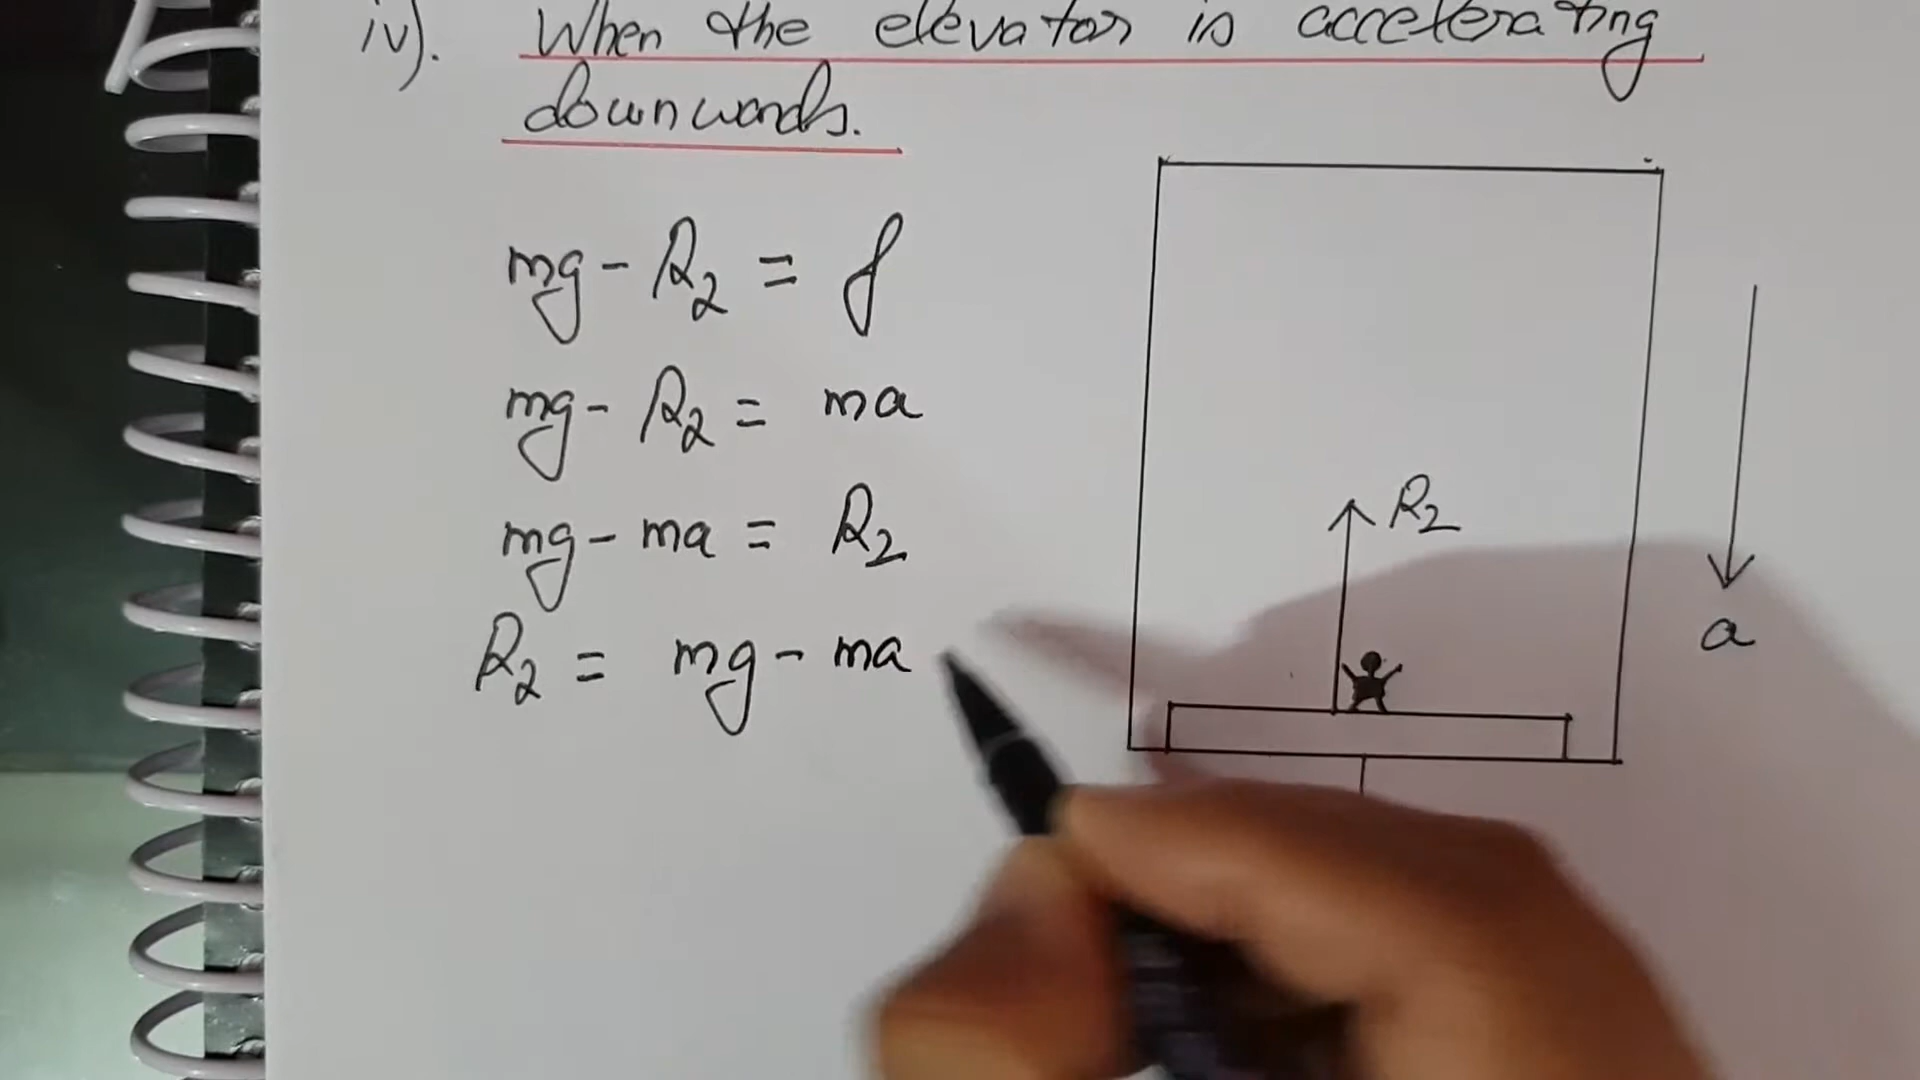 iv). When the elevator is accelerating
downwards.
mg - R₂ = f
mg - R₂ = ma
mg - ma = R₂
R₂ = mg - ma
R₂
a